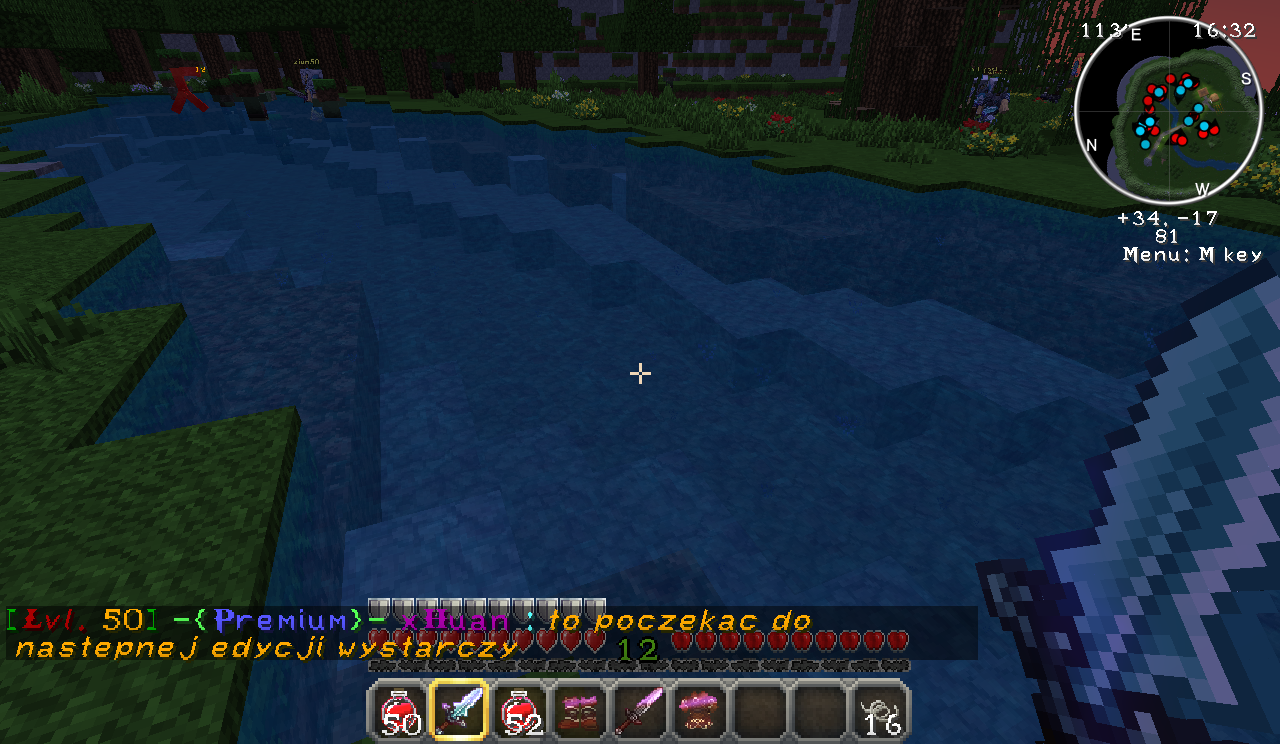 113° E 16:32
S
N
W
+34, -17
81
Menu: M key
[Lvl. 50] -{Premium}- xHuan : to poczekac do
nastepnej edycji wystarczy
12
50 52 16